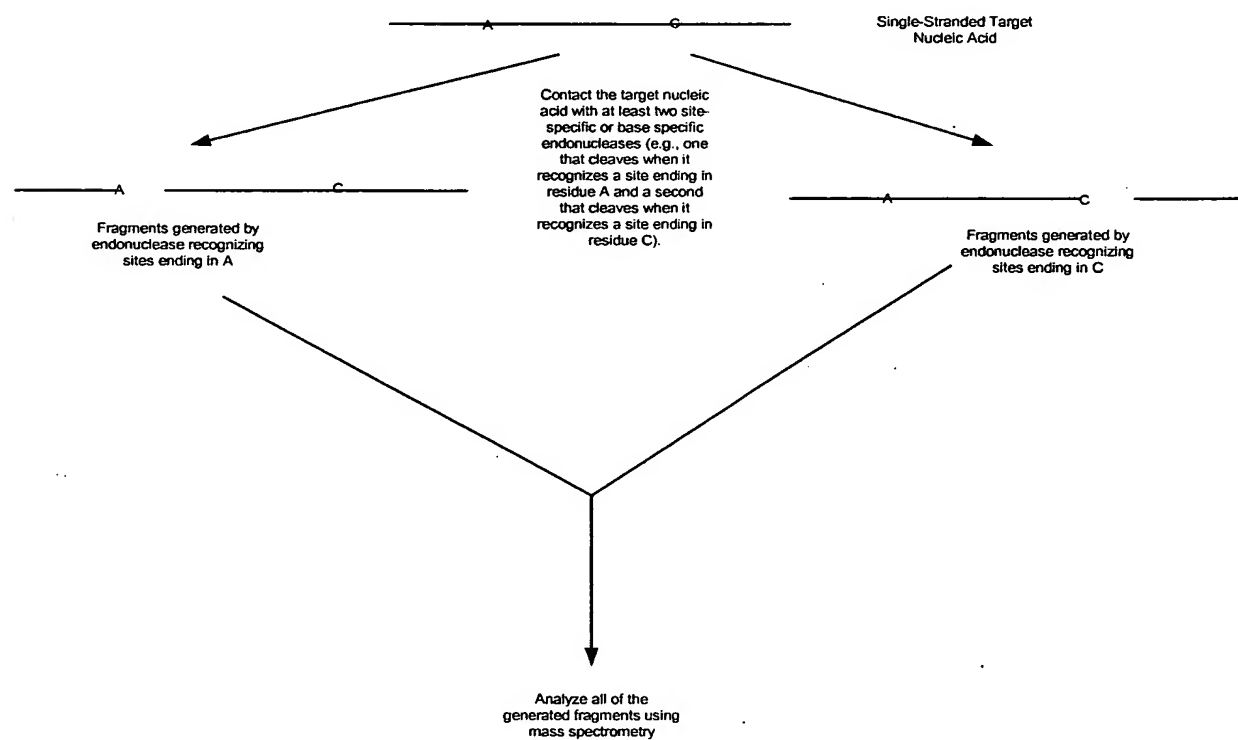 A C
Single-Stranded Target
Nucleic Acid
Contact the target nucleic
acid with at least two site-
specific or base specific
endonucleases (e.g., one
that cleaves when it
recognizes a site ending in
residue A and a second
that cleaves when it
recognizes a site ending in
residue C).
A C
Fragments generated by
endonuclease recognizing
sites ending in A
A C
Fragments generated by
endonuclease recognizing
sites ending in C
Analyze all of the
generated fragments using
mass spectrometry